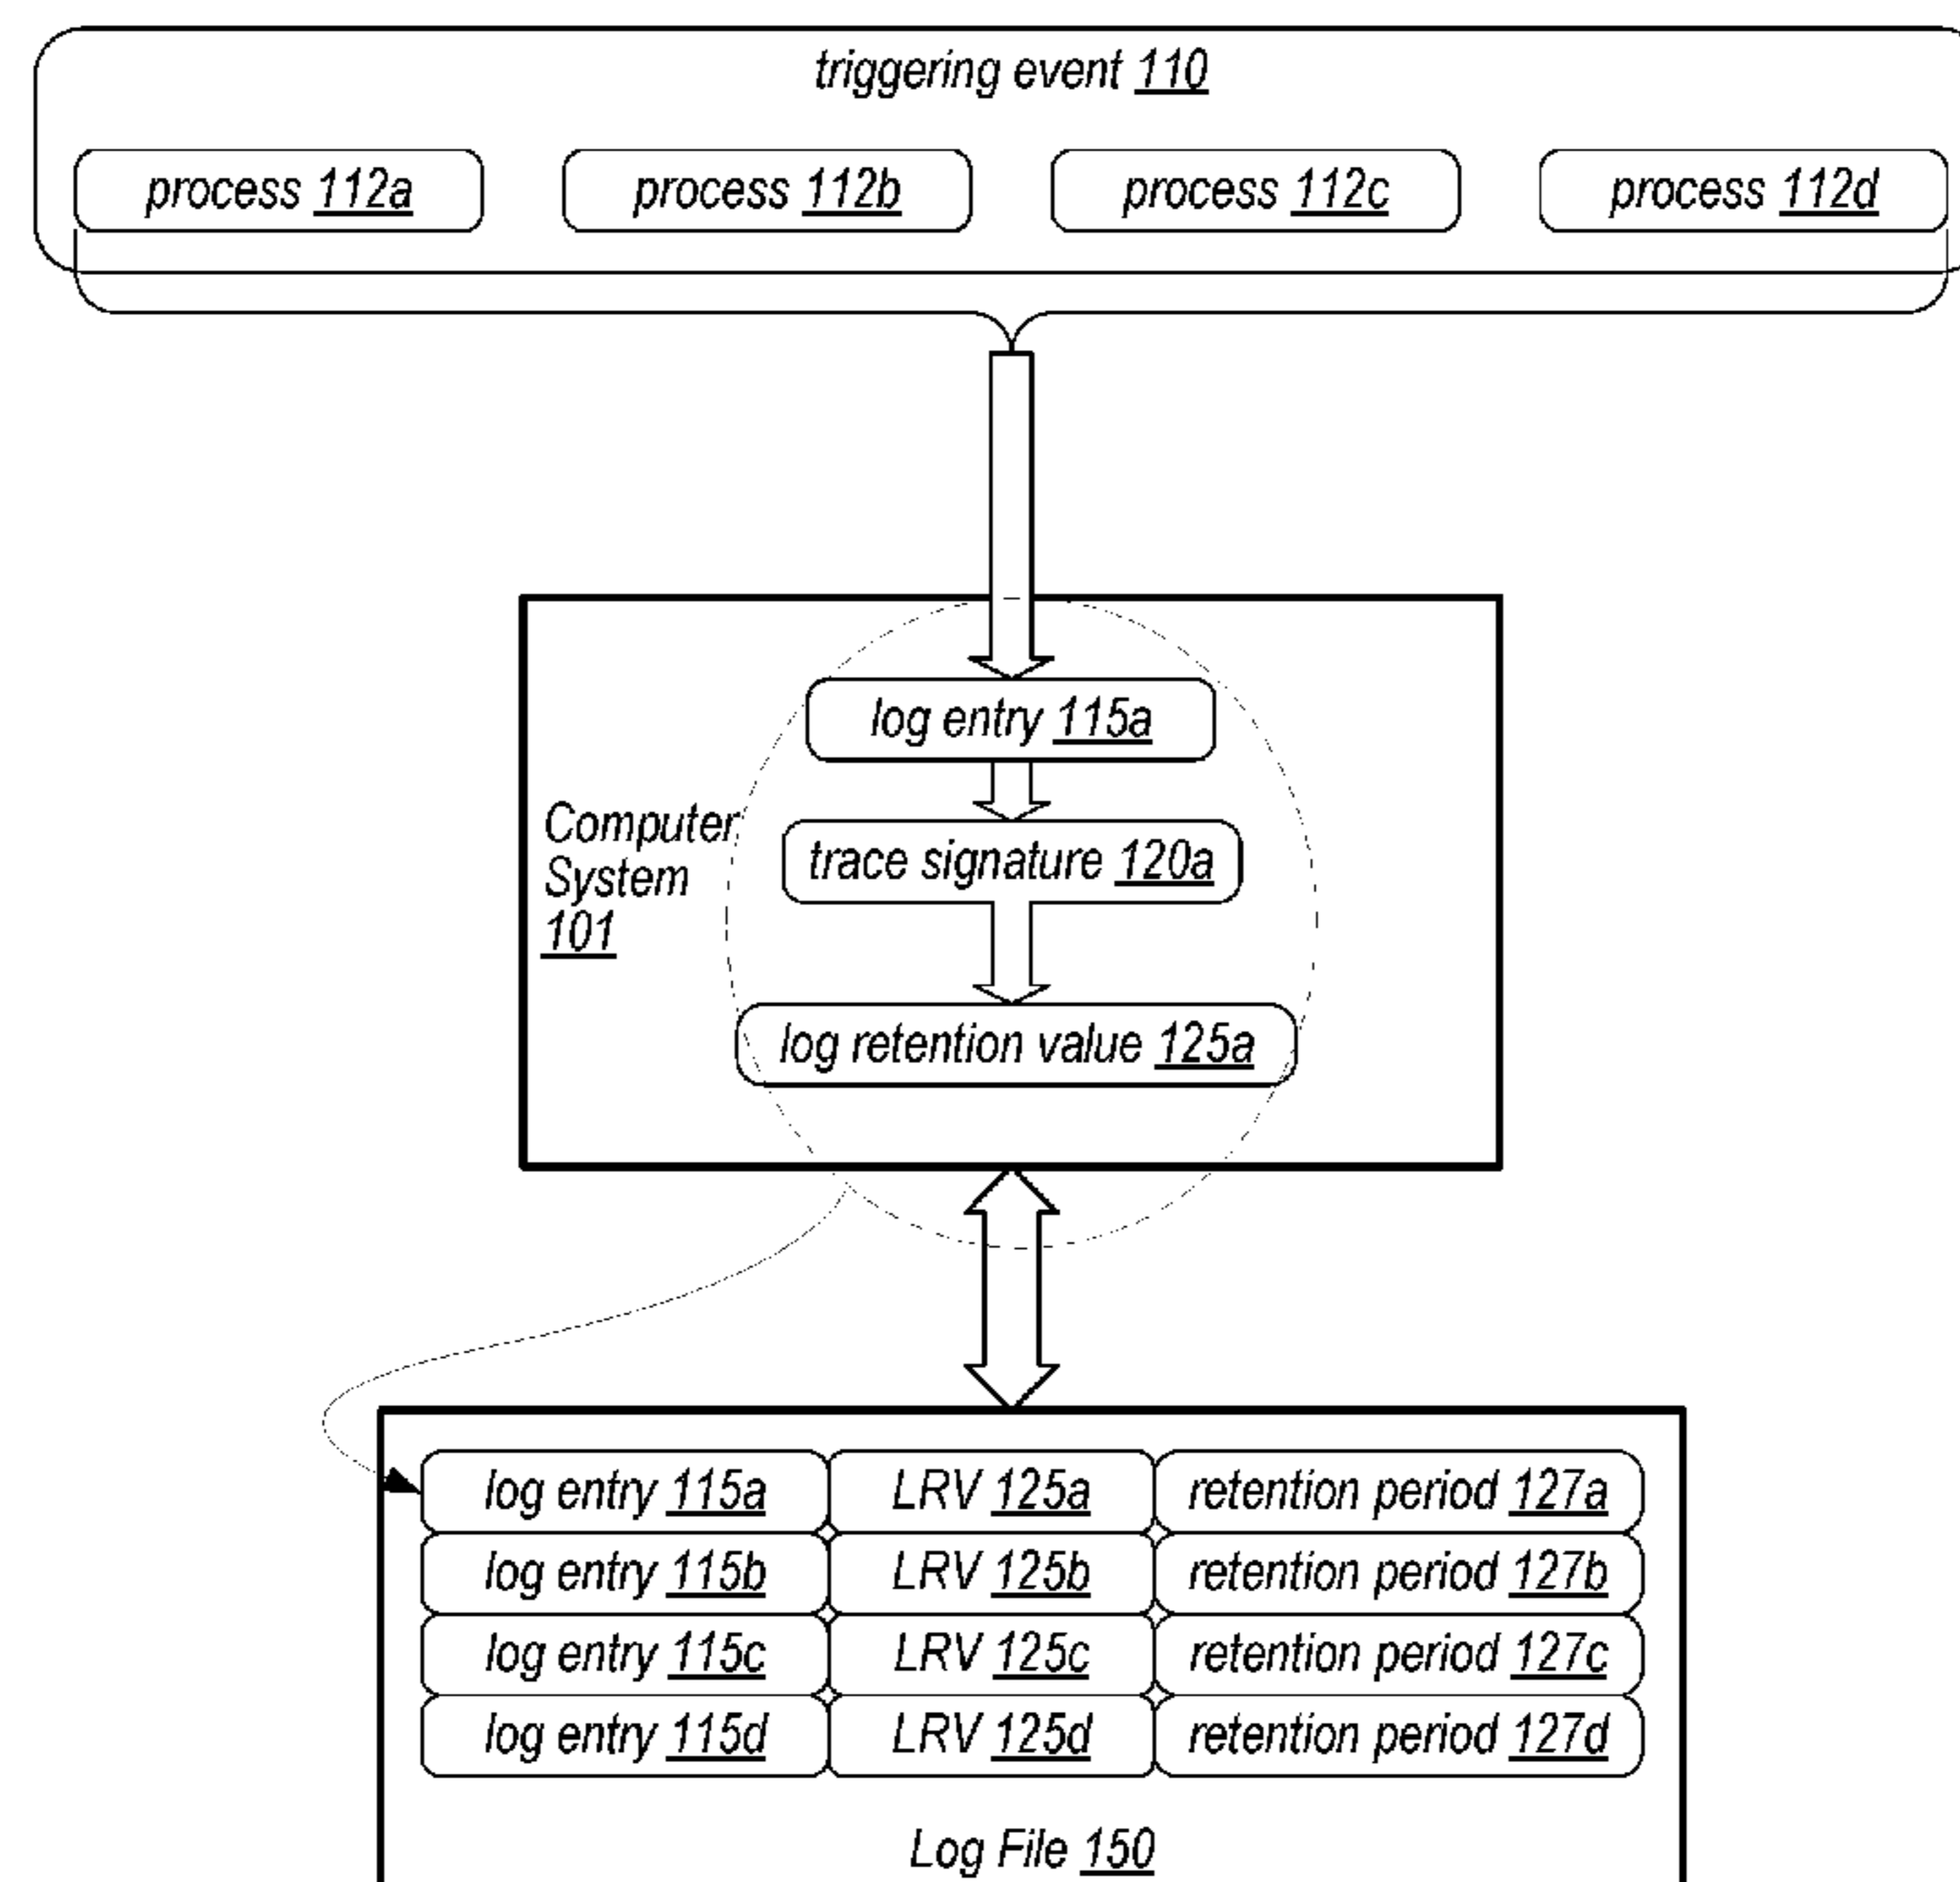 triggering event 110
process 112a
process 112b
process 112c
process 112d
log entry 115a
Computer
System
101
trace signature 120a
log retention value 125a
log entry 115a
LRV 125a
retention period 127a
log entry 115b
LRV 125b
retention period 127b
log entry 115c
LRV 125c
retention period 127c
log entry 115d
LRV 125d
retention period 127d
Log File 150